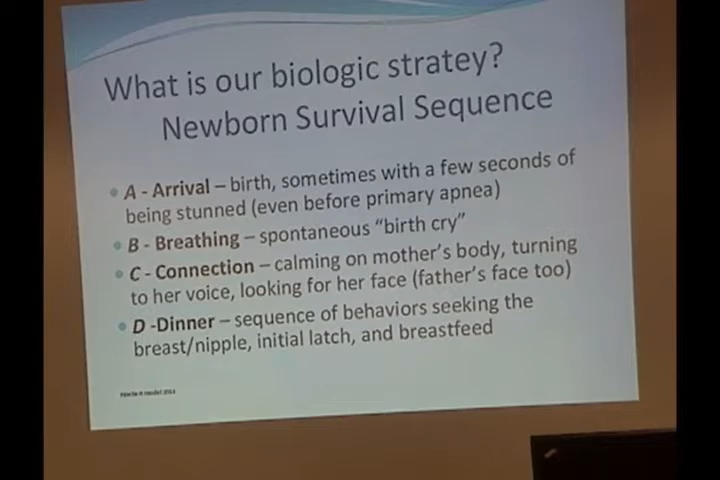 What is our biologic stratey?
Newborn Survival Sequence
A - Arrival – birth, sometimes with a few seconds of
being stunned (even before primary apnea)
B - Breathing – spontaneous "birth cry"
C - Connection – calming on mother's body, turning
to her voice, looking for her face (father's face too)
D -Dinner – sequence of behaviors seeking the
breast/nipple, initial latch, and breastfeed